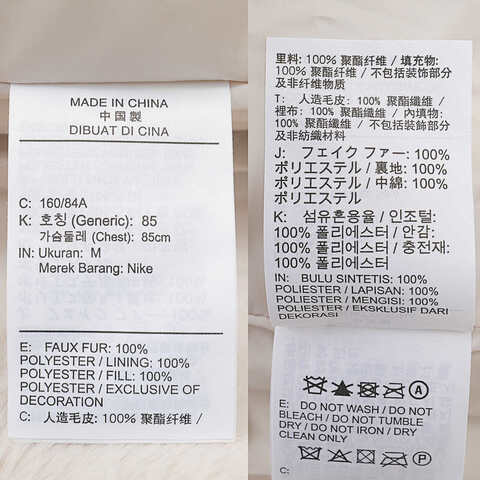 MADE IN CHINA
中 国 製
DIBUAT DI CINA
C: 160/84A
K: 호칭 (Generic): 85
가슴둘레 (Chest): 85cm
IN: Ukuran: M
Merek Barang: Nike
E: FAUX FUR: 100%
POLYESTER / LINING: 100%
POLYESTER / FILL: 100%
POLYESTER / EXCLUSIVE OF
DECORATION
C: 人造毛皮: 100% 聚酯纤维 /
里料: 100% 聚酯纤维 / 填充物:
100% 聚酯纤维 / 不包括装饰部分
及非纤维物质
T: 人造毛皮: 100% 聚酯纖維 /
裡布: 100% 聚酯纖維 / 內填物:
100% 聚酯纖維 / 不包括裝飾部分
及非紡織材料
J: フェイク ファー: 100%
ポリエステル / 裏地: 100%
ポリエステル / 中綿: 100%
ポリエステル
K: 섬유혼용율 / 인조털:
100% 폴리에스터 / 안감:
100% 폴리에스터 / 충전재:
100% 폴리에스터
IN: BULU SINTETIS: 100%
POLIESTER / LAPISAN: 100%
POLIESTER / MENGISI: 100%
POLIESTER / EKSKLUSIF DARI
DEKORASI
A
E: DO NOT WASH / DO NOT
BLEACH / DO NOT TUMBLE
DRY / DO NOT IRON / DRY
CLEAN ONLY
C: